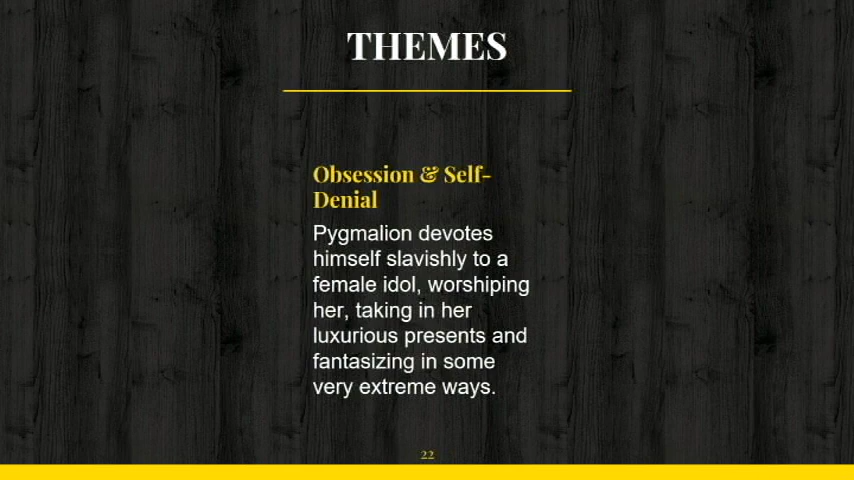 THEMES
Obsession & Self-
Denial
Pygmalion devotes
himself slavishly to a
female idol, worshiping
her, taking in her
luxurious presents and
fantasizing in some
very extreme ways.
22